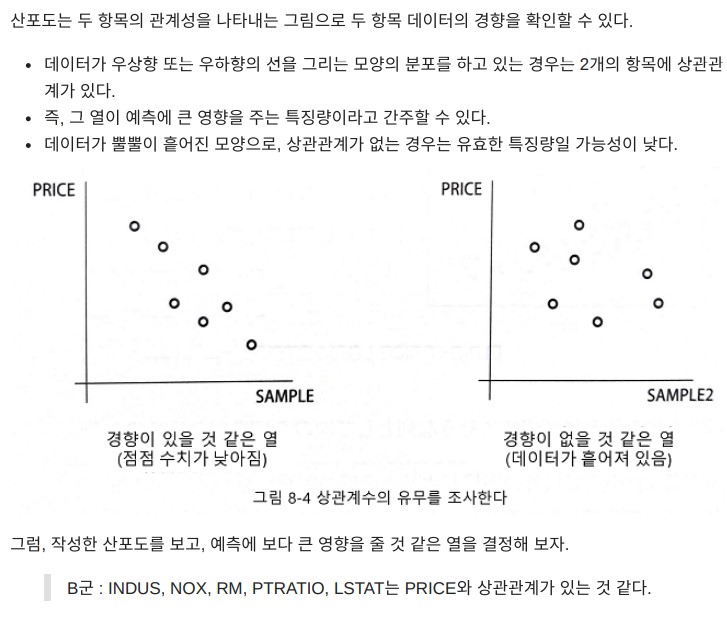 산포도는 두 항목의 관계성을 나타내는 그림으로 두 항목 데이터의 경향을 확인할 수 있다.
• 데이터가 우상향 또는 우하향의 선을 그리는 모양의 분포를 하고 있는 경우는 2개의 항목에 상관관
계가 있다.
• 즉, 그 열이 예측에 큰 영향을 주는 특징량이라고 간주할 수 있다.
• 데이터가 뿔뿔이 흩어진 모양으로, 상관관계가 없는 경우는 유효한 특징량일 가능성이 낮다.
PRICE
SAMPLE
경향이 있을 것 같은 열
(점점 수치가 낮아짐)
PRICE
SAMPLE2
경향이 없을 것 같은 열
(데이터가 흩어져 있음)
그림 8-4 상관계수의 유무를 조사한다
그럼, 작성한 산포도를 보고, 예측에 보다 큰 영향을 줄 것 같은 열을 결정해 보자.
B군 : INDUS, NOX, RM, PTRATIO, LSTAT는 PRICE와 상관관계가 있는 것 같다.